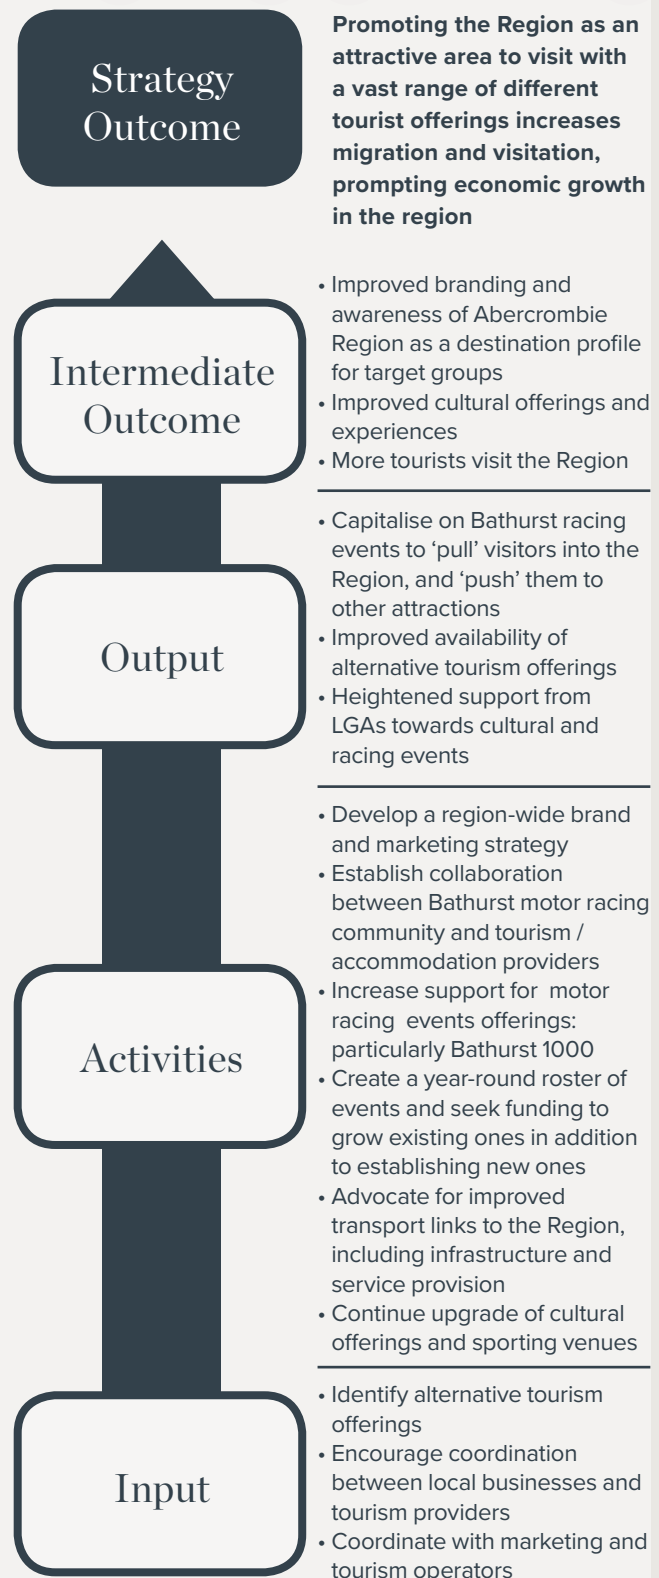 Strategy
Outcome
Promoting the Region as an
attractive area to visit with
a vast range of different
tourist offerings increases
migration and visitation,
prompting economic growth
in the region
Intermediate
Outcome
• Improved branding and
awareness of Abercrombie
Region as a destination profile
for target groups
• Improved cultural offerings and
experiences
• More tourists visit the Region
Output
• Capitalise on Bathurst racing
events to ‘pull’ visitors into the
Region, and ‘push’ them to
other attractions
• Improved availability of
alternative tourism offerings
• Heightened support from
LGAs towards cultural and
racing events
Activities
• Develop a region-wide brand
and marketing strategy
• Establish collaboration
between Bathurst motor racing
community and tourism /
accommodation providers
• Increase support for  motor
racing  events offerings:
particularly Bathurst 1000
• Create a year-round roster of
events and seek funding to
grow existing ones in addition
to establishing new ones
• Advocate for improved
transport links to the Region,
including infrastructure and
service provision
• Continue upgrade of cultural
offerings and sporting venues
Input
• Identify alternative tourism
offerings
• Encourage coordination
between local businesses and
tourism providers
• Coordinate with marketing and
tourism operators